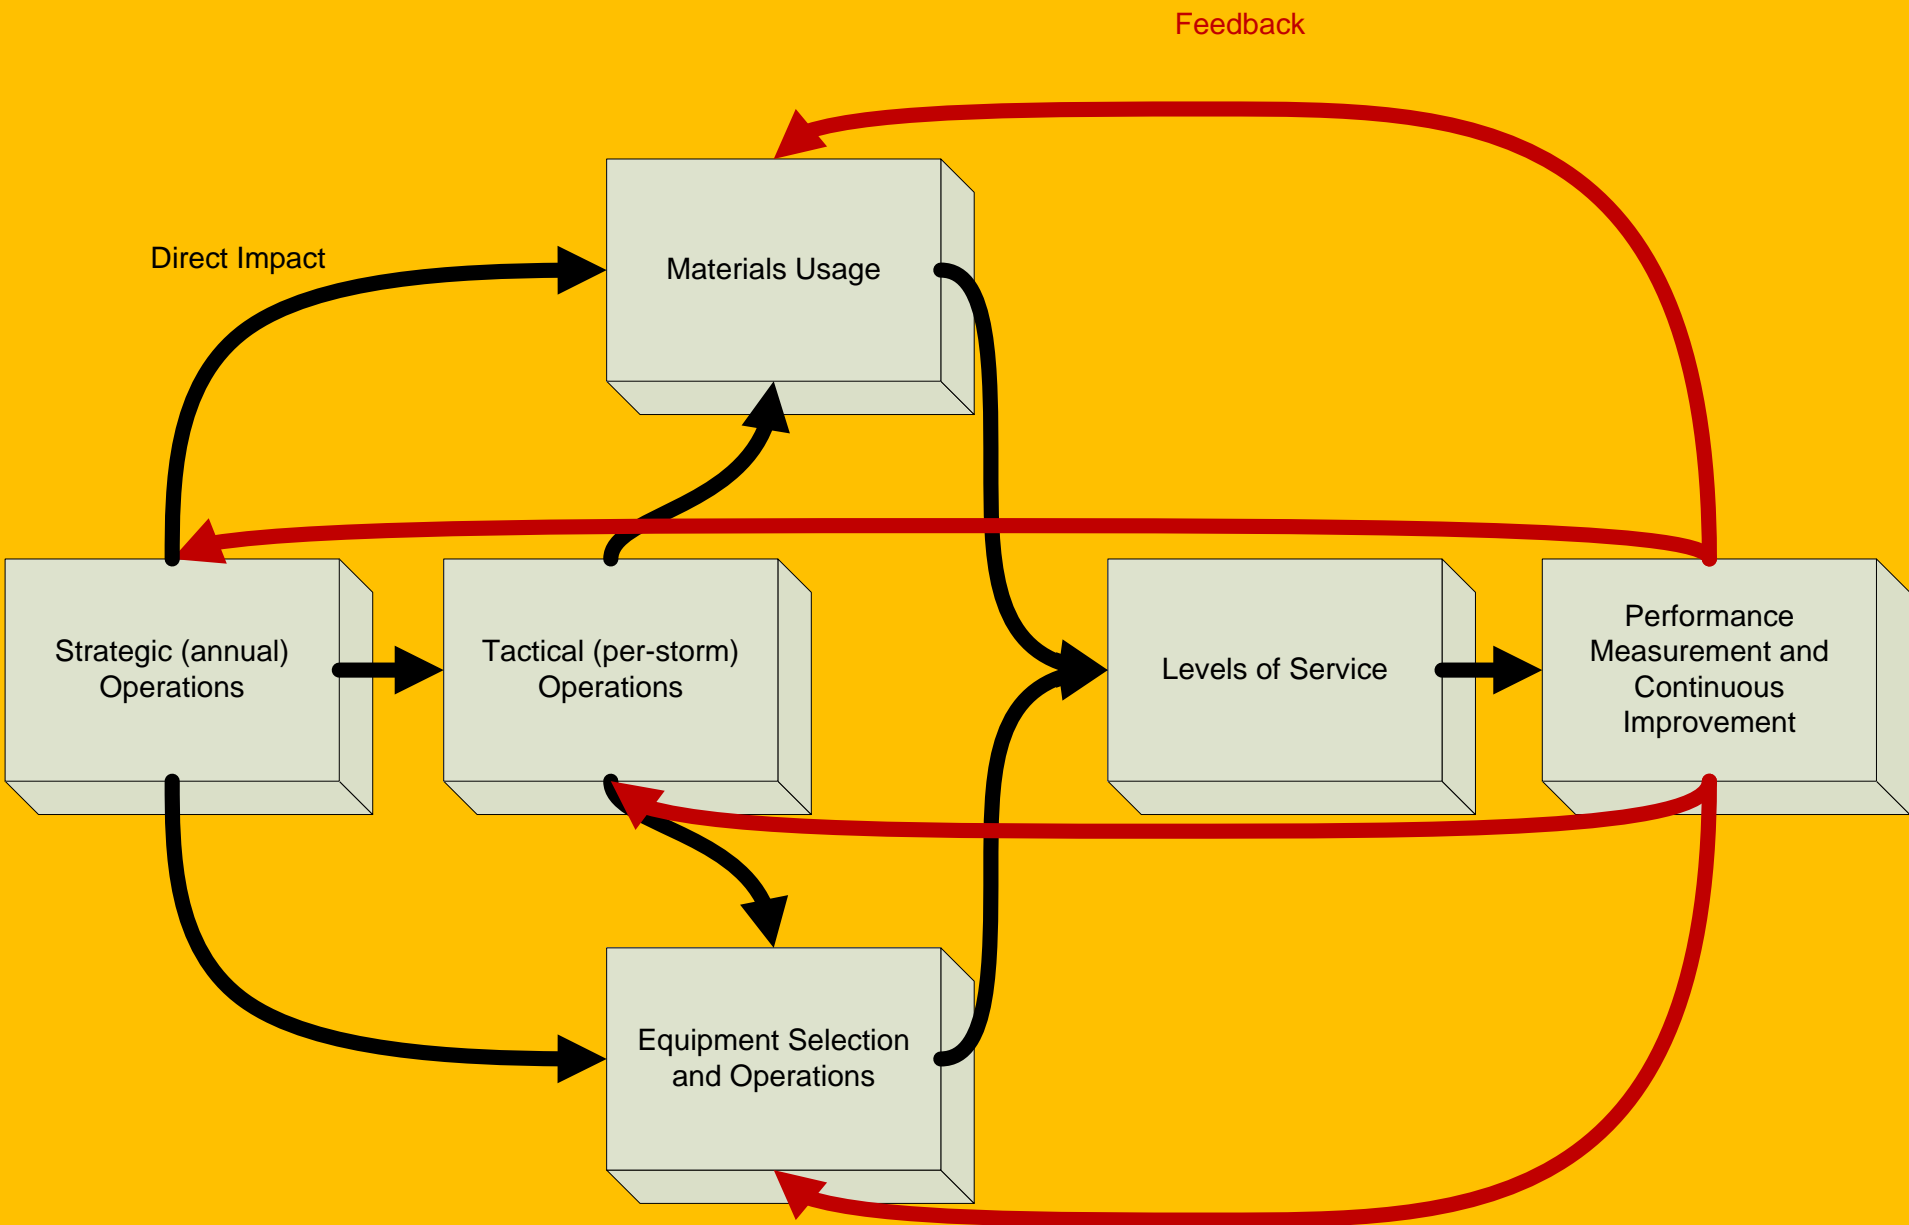 Feedback
Direct Impact
Materials Usage
Strategic (annual)
Operations
Tactical (per-storm)
Operations
Levels of Service
Performance
Measurement and
Continuous
Improvement
Equipment Selection
and Operations